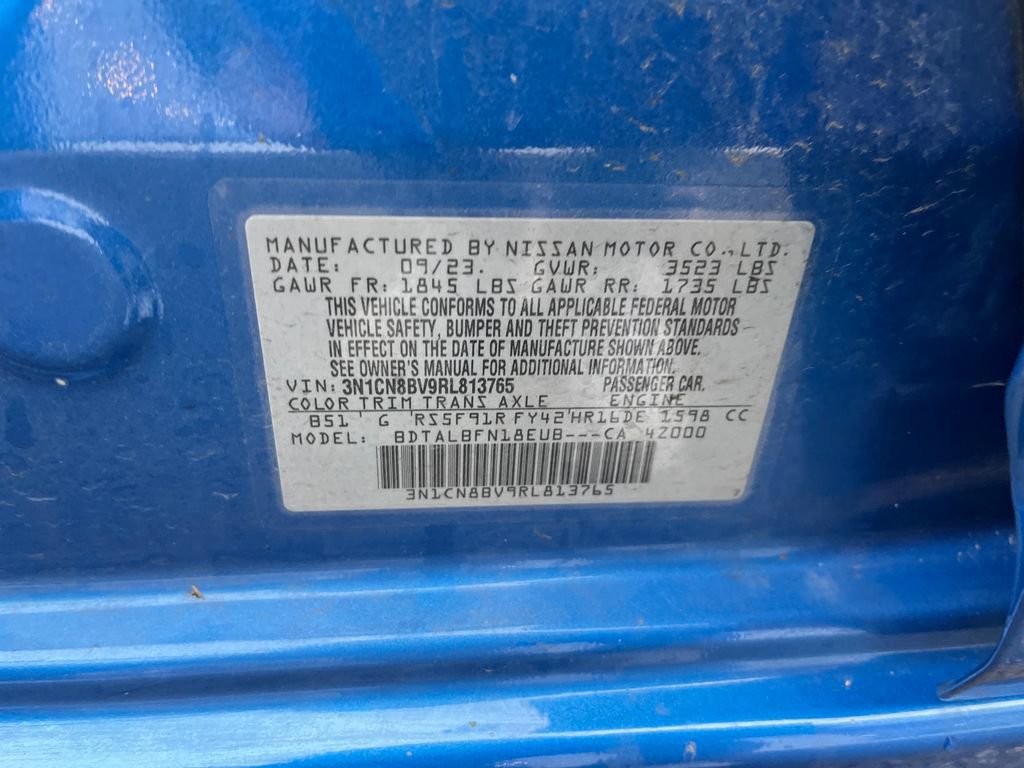 MANUFACTURED BY NISSAN MOTOR CO.,LTD.
DATE: 09/23. GVWR: 3523 LBS
GAWR FR: 1845 LBS GAWR RR: 1735 LBS
THIS VEHICLE CONFORMS TO ALL APPLICABLE FEDERAL MOTOR
VEHICLE SAFETY, BUMPER AND THEFT PREVENTION STANDARDS
IN EFFECT ON THE DATE OF MANUFACTURE SHOWN ABOVE.
SEE OWNER'S MANUAL FOR ADDITIONAL INFORMATION.
VIN: 3N1CN8BV9RL813765 PASSENGER CAR.
COLOR TRIM TRANS AXLE ENGINE
B51 G RS5F91R FY42 HR16DE 1598 CC
MODEL: BDTALBFN18EUB---CA 4Z000
3N1CN8BV9RL813765